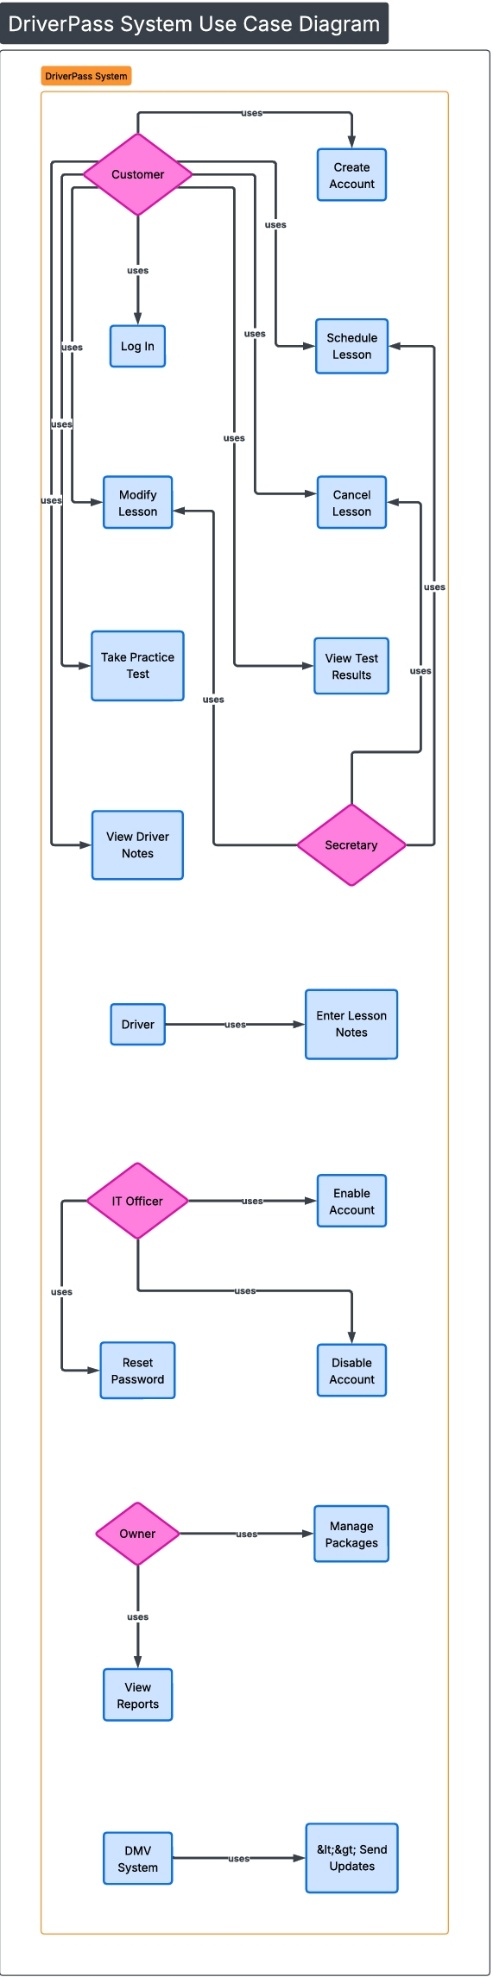 DriverPass System Use Case Diagram
DriverPass System
uses
Customer
Create
Account
uses
uses
Log In
Schedule
Lesson
uses
uses
uses
uses
uses
Modify
Lesson
Cancel
Lesson
uses
Take Practice
Test
View Test
Results
uses
uses
View Driver
Notes
Secretary
Driver
uses
Enter Lesson
Notes
IT Officer
uses
Enable
Account
uses
uses
Reset
Password
Disable
Account
Owner
uses
Manage
Packages
uses
View
Reports
DMV
System
uses
&lt;&gt; Send
Updates